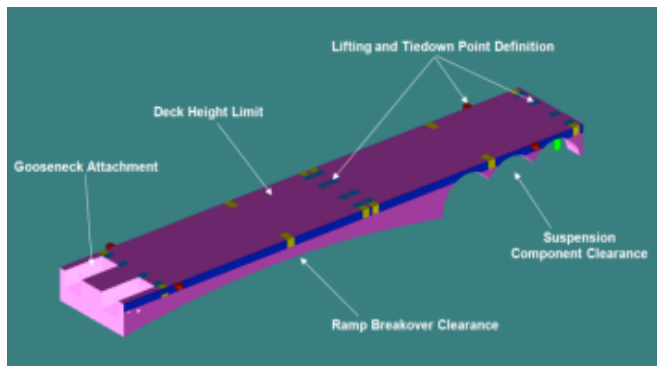 Lifting and Tiedown Point Definition
Deck Height Limit
Gooseneck Attachment
Suspension
Component Clearance
Ramp Breakover Clearance